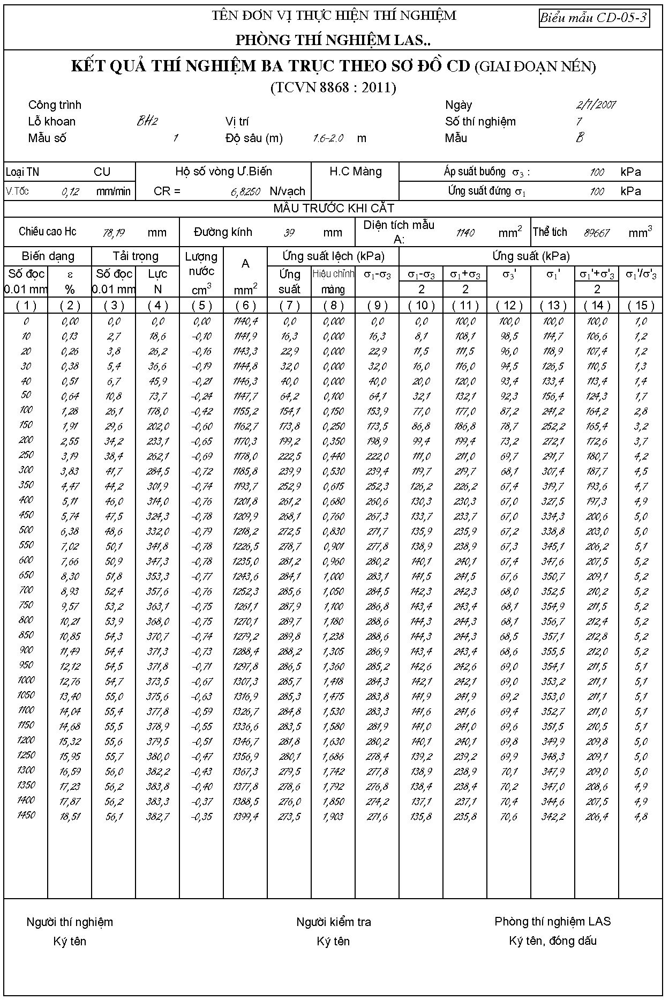 TÊN ĐƠN VỊ THỰC HIỆN THÍ NGHIỆM
Biểu mẫu CD-05-3
PHÒNG THÍ NGHIỆM LAS..
KẾT QUẢ THÍ NGHIỆM BA TRỤC THEO SƠ ĐỒ CD (GIAI ĐOẠN NÉN)
(TCVN 8868 : 2011)
Công trình Ngày 2/7/2007
Lỗ khoan BH2 Vị trí Số thí nghiệm 7
Mẫu số 1 Độ sâu (m) 1.6-2.0 m Mẫu B
Loại TN CU Hộ số vòng Ư.Biến H.C Màng Áp suất buồng σ3 : 100 kPa
V.Tốc 0,12 mm/min CR = 6,8250 N/vạch Ứng suất đứng σ1 100 kPa
MẪU TRƯỚC KHI CẮT
Chiều cao Hc 78,19 mm Đường kính 39 mm Diện tích mẫu A: 1140 mm2 Thể tích 89667 mm3
Biến dạng Tải trọng Lượng nước A Ứng suất lệch (kPa) Ứng suất (kPa)
Số đọc ε Số đọc Lực Ứng Hiệu chỉnh σ1-σ3 σ1-σ3 σ1+σ3 σ3' σ1' σ1'+σ'3 σ1'/σ'3
0.01 mm % 0.01 mm N cm3 mm2 suất màng 2 2 2
( 1 ) ( 2 ) ( 3 ) ( 4 ) ( 5 ) ( 6 ) ( 7 ) ( 8 ) ( 9 ) ( 10 ) ( 11 ) ( 12 ) ( 13 ) ( 14 ) ( 15 )
0 0,00 0,0 0,0 0,00 1140,4 0,0 0,000 0,0 0,0 100,0 100,0 100,0 100,0 1,0
10 0,13 2,7 18,6 -0,10 1141,9 16,3 0,000 16,3 8,1 108,1 98,5 114,7 106,6 1,2
20 0,26 3,8 26,2 -0,16 1143,3 22,9 0,000 22,9 11,5 111,5 96,0 118,9 107,4 1,2
30 0,38 5,4 36,6 -0,19 1144,8 32,0 0,000 32,0 16,0 116,0 94,5 126,5 110,5 1,3
40 0,51 6,7 45,9 -0,21 1146,3 40,0 0,000 40,0 20,0 120,0 93,4 133,4 113,4 1,4
50 0,64 10,8 73,7 -0,24 1147,7 64,2 0,100 64,1 32,1 132,1 92,3 156,4 124,3 1,7
100 1,28 26,1 178,0 -0,42 1155,2 154,1 0,150 153,9 77,0 177,0 87,2 241,2 164,2 2,8
150 1,91 29,6 202,0 -0,60 1162,7 173,8 0,250 173,5 86,8 186,8 78,7 252,2 165,4 3,2
200 2,55 34,2 233,1 -0,65 1170,3 199,2 0,350 198,9 99,4 199,4 73,2 272,1 172,6 3,7
250 3,19 38,4 262,1 -0,69 1178,0 222,5 0,440 222,0 111,0 211,0 69,7 291,7 180,7 4,2
300 3,83 41,7 284,5 -0,72 1185,8 239,9 0,530 239,4 119,7 219,7 68,1 307,4 187,7 4,5
350 4,47 44,2 301,9 -0,74 1193,7 252,9 0,615 252,3 126,2 226,2 67,4 319,7 193,6 4,7
400 5,11 46,0 314,0 -0,76 1201,8 261,2 0,680 260,6 130,3 230,3 67,0 327,5 197,3 4,9
450 5,74 47,5 324,3 -0,78 1209,9 268,1 0,760 267,3 133,7 233,7 67,0 334,3 200,6 5,0
500 6,38 48,6 332,0 -0,79 1218,2 272,5 0,830 271,7 135,9 235,9 67,2 338,8 203,0 5,0
550 7,02 50,1 341,8 -0,78 1226,5 278,7 0,901 277,8 138,9 238,9 67,3 345,1 206,2 5,1
600 7,66 50,9 347,3 -0,78 1235,0 281,2 0,960 280,2 140,1 240,1 67,4 347,6 207,5 5,2
650 8,30 51,8 353,3 -0,77 1243,6 284,1 1,000 283,1 141,5 241,5 67,6 350,7 209,1 5,2
700 8,93 52,4 357,6 -0,76 1252,3 285,6 1,050 284,5 142,3 242,3 68,0 352,5 210,2 5,2
750 9,57 53,2 363,1 -0,75 1261,1 287,9 1,100 286,8 143,4 243,4 68,1 354,9 211,5 5,2
800 10,21 53,9 368,0 -0,75 1270,1 289,7 1,180 288,6 144,3 244,3 68,1 356,7 212,4 5,2
850 10,85 54,3 370,7 -0,74 1279,2 289,8 1,238 288,6 144,3 244,3 68,5 357,1 212,8 5,2
900 11,49 54,4 371,3 -0,73 1288,4 288,2 1,305 286,9 143,4 243,4 68,6 355,5 212,0 5,2
950 12,12 54,5 371,8 -0,71 1297,8 286,5 1,360 285,2 142,6 242,6 69,0 354,1 211,5 5,1
1000 12,76 54,7 373,5 -0,67 1307,3 285,7 1,418 284,3 142,1 242,1 69,0 353,2 211,1 5,1
1050 13,40 55,0 375,6 -0,63 1316,9 285,3 1,475 283,8 141,9 241,9 69,2 353,0 211,1 5,1
1100 14,04 55,4 377,8 -0,59 1326,7 284,8 1,530 283,3 141,6 241,6 69,4 352,7 211,0 5,1
1150 14,68 55,5 378,9 -0,55 1336,6 283,5 1,580 281,9 141,0 241,0 69,6 351,5 210,5 5,1
1200 15,32 55,6 379,5 -0,51 1346,7 281,8 1,630 280,2 140,1 240,1 69,8 349,9 209,8 5,0
1250 15,95 55,7 380,0 -0,47 1356,9 280,1 1,686 278,4 139,2 239,2 69,9 348,3 209,1 5,0
1300 16,59 56,0 382,2 -0,43 1367,3 279,5 1,742 277,8 138,9 238,9 70,1 347,9 209,0 5,0
1350 17,23 56,2 383,8 -0,40 1377,8 278,6 1,792 276,8 138,4 238,4 70,2 347,0 208,6 4,9
1400 17,87 56,2 383,3 -0,37 1388,5 276,0 1,850 274,2 137,1 237,1 70,4 344,6 207,5 4,9
1450 18,51 56,1 382,7 -0,35 1399,4 273,5 1,903 271,6 135,8 235,8 70,6 342,2 206,4 4,8
Người thí nghiệm Người kiểm tra Phòng thí nghiệm LAS
Ký tên Ký tên Ký tên, đóng dấu